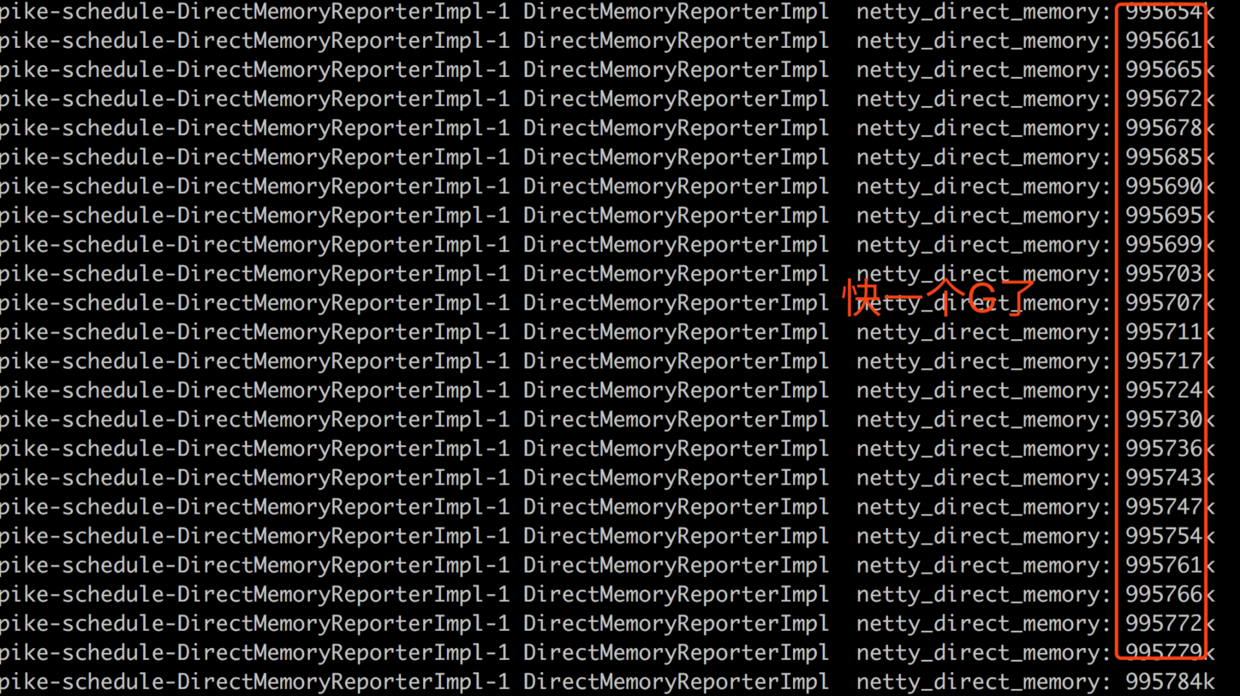 pike-schedule-DirectMemoryReporterImpl-1 DirectMemoryReporterImpl netty_direct_memory: 995654k
pike-schedule-DirectMemoryReporterImpl-1 DirectMemoryReporterImpl netty_direct_memory: 995661k
pike-schedule-DirectMemoryReporterImpl-1 DirectMemoryReporterImpl netty_direct_memory: 995665k
pike-schedule-DirectMemoryReporterImpl-1 DirectMemoryReporterImpl netty_direct_memory: 995672k
pike-schedule-DirectMemoryReporterImpl-1 DirectMemoryReporterImpl netty_direct_memory: 995678k
pike-schedule-DirectMemoryReporterImpl-1 DirectMemoryReporterImpl netty_direct_memory: 995685k
pike-schedule-DirectMemoryReporterImpl-1 DirectMemoryReporterImpl netty_direct_memory: 995690k
pike-schedule-DirectMemoryReporterImpl-1 DirectMemoryReporterImpl netty_direct_memory: 995695k
pike-schedule-DirectMemoryReporterImpl-1 DirectMemoryReporterImpl netty_direct_memory: 995699k
pike-schedule-DirectMemoryReporterImpl-1 DirectMemoryReporterImpl netty_direct_memory: 995703k
快一个G了
pike-schedule-DirectMemoryReporterImpl-1 DirectMemoryReporterImpl netty_direct_memory: 995707k
pike-schedule-DirectMemoryReporterImpl-1 DirectMemoryReporterImpl netty_direct_memory: 995711k
pike-schedule-DirectMemoryReporterImpl-1 DirectMemoryReporterImpl netty_direct_memory: 995717k
pike-schedule-DirectMemoryReporterImpl-1 DirectMemoryReporterImpl netty_direct_memory: 995724k
pike-schedule-DirectMemoryReporterImpl-1 DirectMemoryReporterImpl netty_direct_memory: 995730k
pike-schedule-DirectMemoryReporterImpl-1 DirectMemoryReporterImpl netty_direct_memory: 995736k
pike-schedule-DirectMemoryReporterImpl-1 DirectMemoryReporterImpl netty_direct_memory: 995743k
pike-schedule-DirectMemoryReporterImpl-1 DirectMemoryReporterImpl netty_direct_memory: 995747k
pike-schedule-DirectMemoryReporterImpl-1 DirectMemoryReporterImpl netty_direct_memory: 995754k
pike-schedule-DirectMemoryReporterImpl-1 DirectMemoryReporterImpl netty_direct_memory: 995761k
pike-schedule-DirectMemoryReporterImpl-1 DirectMemoryReporterImpl netty_direct_memory: 995766k
pike-schedule-DirectMemoryReporterImpl-1 DirectMemoryReporterImpl netty_direct_memory: 995772k
pike-schedule-DirectMemoryReporterImpl-1 DirectMemoryReporterImpl netty_direct_memory: 995779k
pike-schedule-DirectMemoryReporterImpl-1 DirectMemoryReporterImpl netty_direct_memory: 995784k